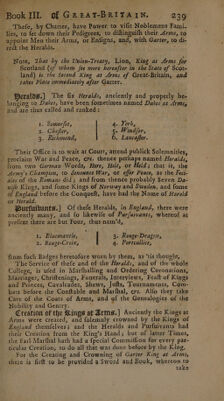 Book III. of GREAT-BRITAIN. 239
These, by Charter, have Power to visit Noblemens Fami-
lies, to set down their Pedigrees, to distinguish their Arms, to
appoint Men their Arms, or Ensigns, and, with Garter, to di-
rect the Heralds.
Note, That by the Union-Treaty, Lion, King at Arms for
Scotland (of whom see more hereafter in the State of Scot-
land) is the second King at Arms of Great-Britain, and
takes Place immediately after Garter.
Heralds.] The six Heralds, anciently and properly be-
longing to Dukes, have been sometimes named Dukes at Arms,
and are thus called and ranked:
1. Somerset,
2. Chester,
3. Richmond,
4. York,
5. Windsor,
6. Lancaster.
Their Office is to wait at Court, attend publick Solemnities,
proclaim War and Peace, &c. thence perhaps named Heralds,
from two German Words, Here, Healt, or Held; that is, the
Army's Champion, to denounce War, or offer Peace, as the Feci-
ales of the Romans did; and from thence probably seven Da-
nish Kings, and some Kings of Norway and Sweden, and some
of England before the Conquest, have had the Name of Harold
or Herald.
Pursuivants.] Of these Heralds, in England, there were
anciently many, and so likewise of Pursuivants, whereof at
present there are but Four, thus nam'd,
1. Bluemantle,
2. Rouge-Croix,
3. Rouge-Dragon,
4. Portcullice,
from such Badges heretofore worn by them, as 'tis thought.
The Service of these and of the Heralds, and of the whole
College, is used in Marshalling and Ordering Coronations,
Marriages, Christenings, Funerals, Interviews, Feasts of Kings
and Princes, Cavalcades, Shews, Justs, Tournaments, Com-
bats before the Constable and Marshal, &c. Also they take
Care of the Coats of Arms, and of the Genealogies of the
Nobility and Gentry.
Creation of the Kings at Arms.] Anciently the Kings at
Arms were created, and solemnly crowned by the Kings of
England themselves; and the Heralds and Pursuivants had
their Creation from the King's Hand; but of latter Times,
the Earl Marshal hath had a special Commission for every par-
ticular Creation, to do all that was done before by the King.
For the Creating and Crowning of Garter King at Arms,
there is first to be provided a Sword and Book, whereon to
take